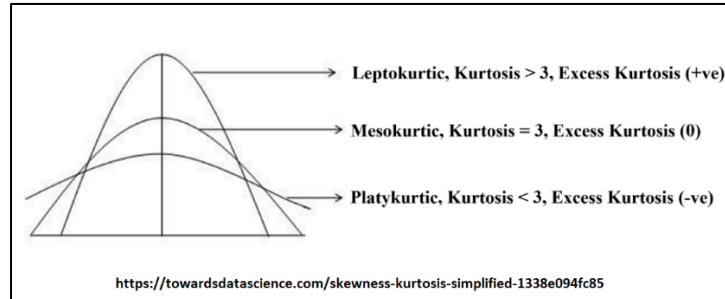 Leptokurtic, Kurtosis > 3, Excess Kurtosis (+ve)
Mesokurtic, Kurtosis = 3, Excess Kurtosis (0)
Platykurtic, Kurtosis < 3, Excess Kurtosis (-ve)
https://towardsdatascience.com/skewness-kurtosis-simplified-1338e094fc85